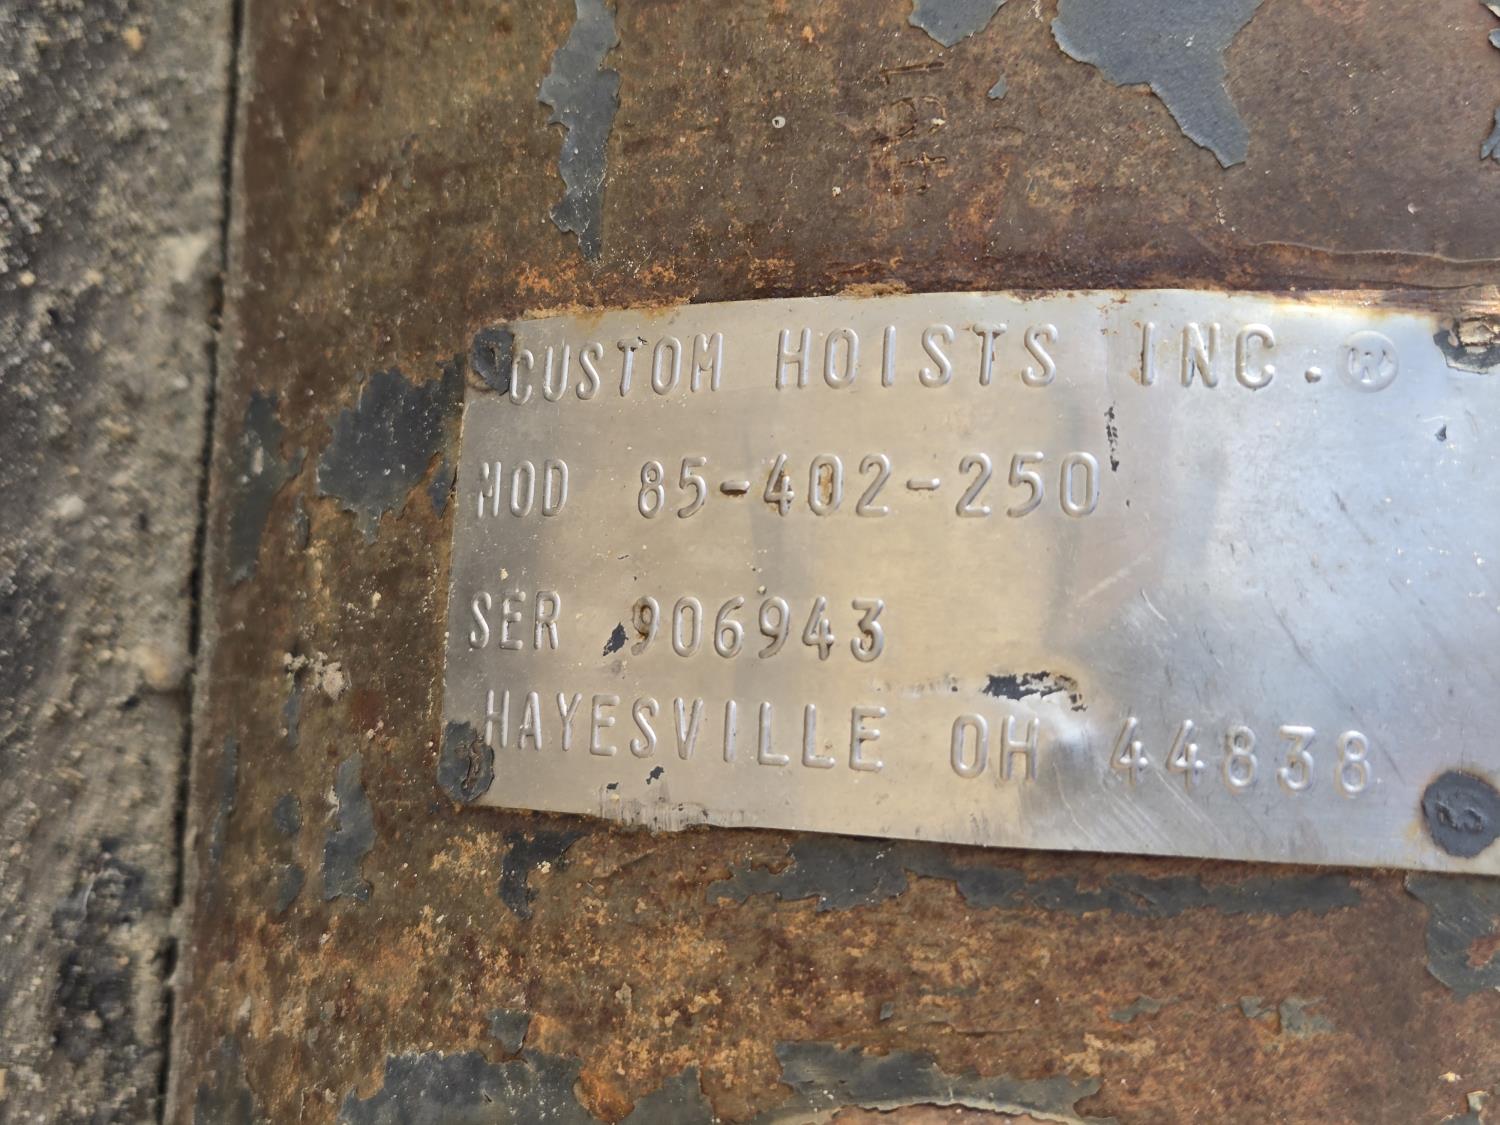 CUSTOM HOISTS INC. ®
MOD 85-402-250
SER 906943
HAYESVILLE OH 44838